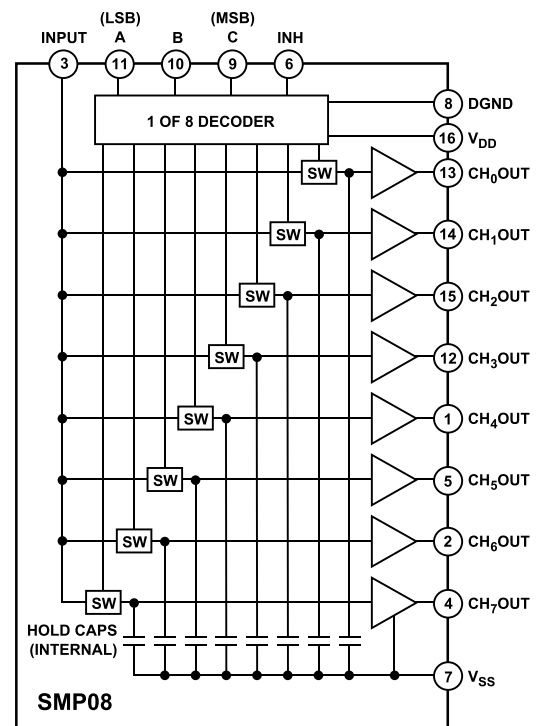 (LSB) (MSB)
INPUT A B C INH
3 11 10 9 6
8 DGND
1 OF 8 DECODER
16 VDD
SW 13 CH0OUT
SW 14 CH1OUT
SW 15 CH2OUT
SW 12 CH3OUT
SW 1 CH4OUT
SW 5 CH5OUT
SW 2 CH6OUT
SW 4 CH7OUT
HOLD CAPS
(INTERNAL)
7 VSS
SMP08